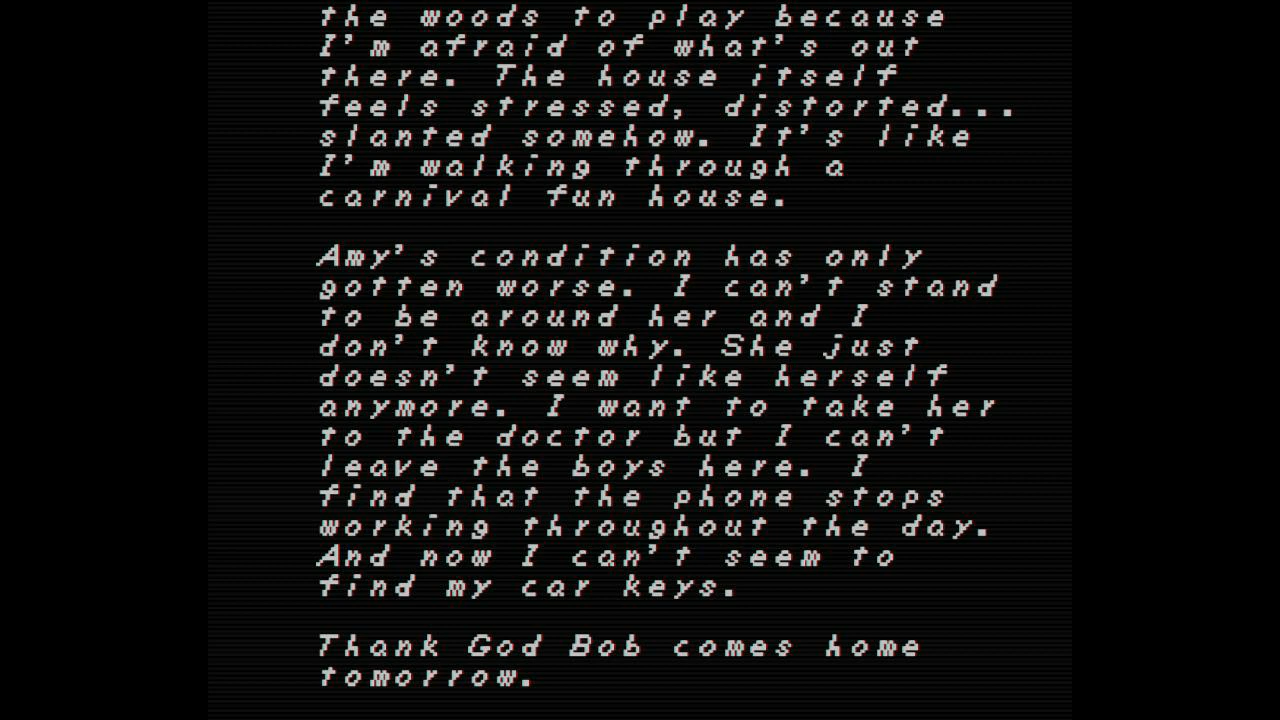 the woods to play because
I'm afraid of what's out
there. The house itself
feels stressed, distorted...
slanted somehow. It's like
I'm walking through a
carnival fun house.
Amy's condition has only
gotten worse. I can't stand
to be around her and I
don't know why. She just
doesn't seem like herself
anymore. I want to take her
to the doctor but I can't
leave the boys here. I
find that the phone stops
working throughout the day.
And now I can't seem to
find my car keys.
Thank God Bob comes home
tomorrow.